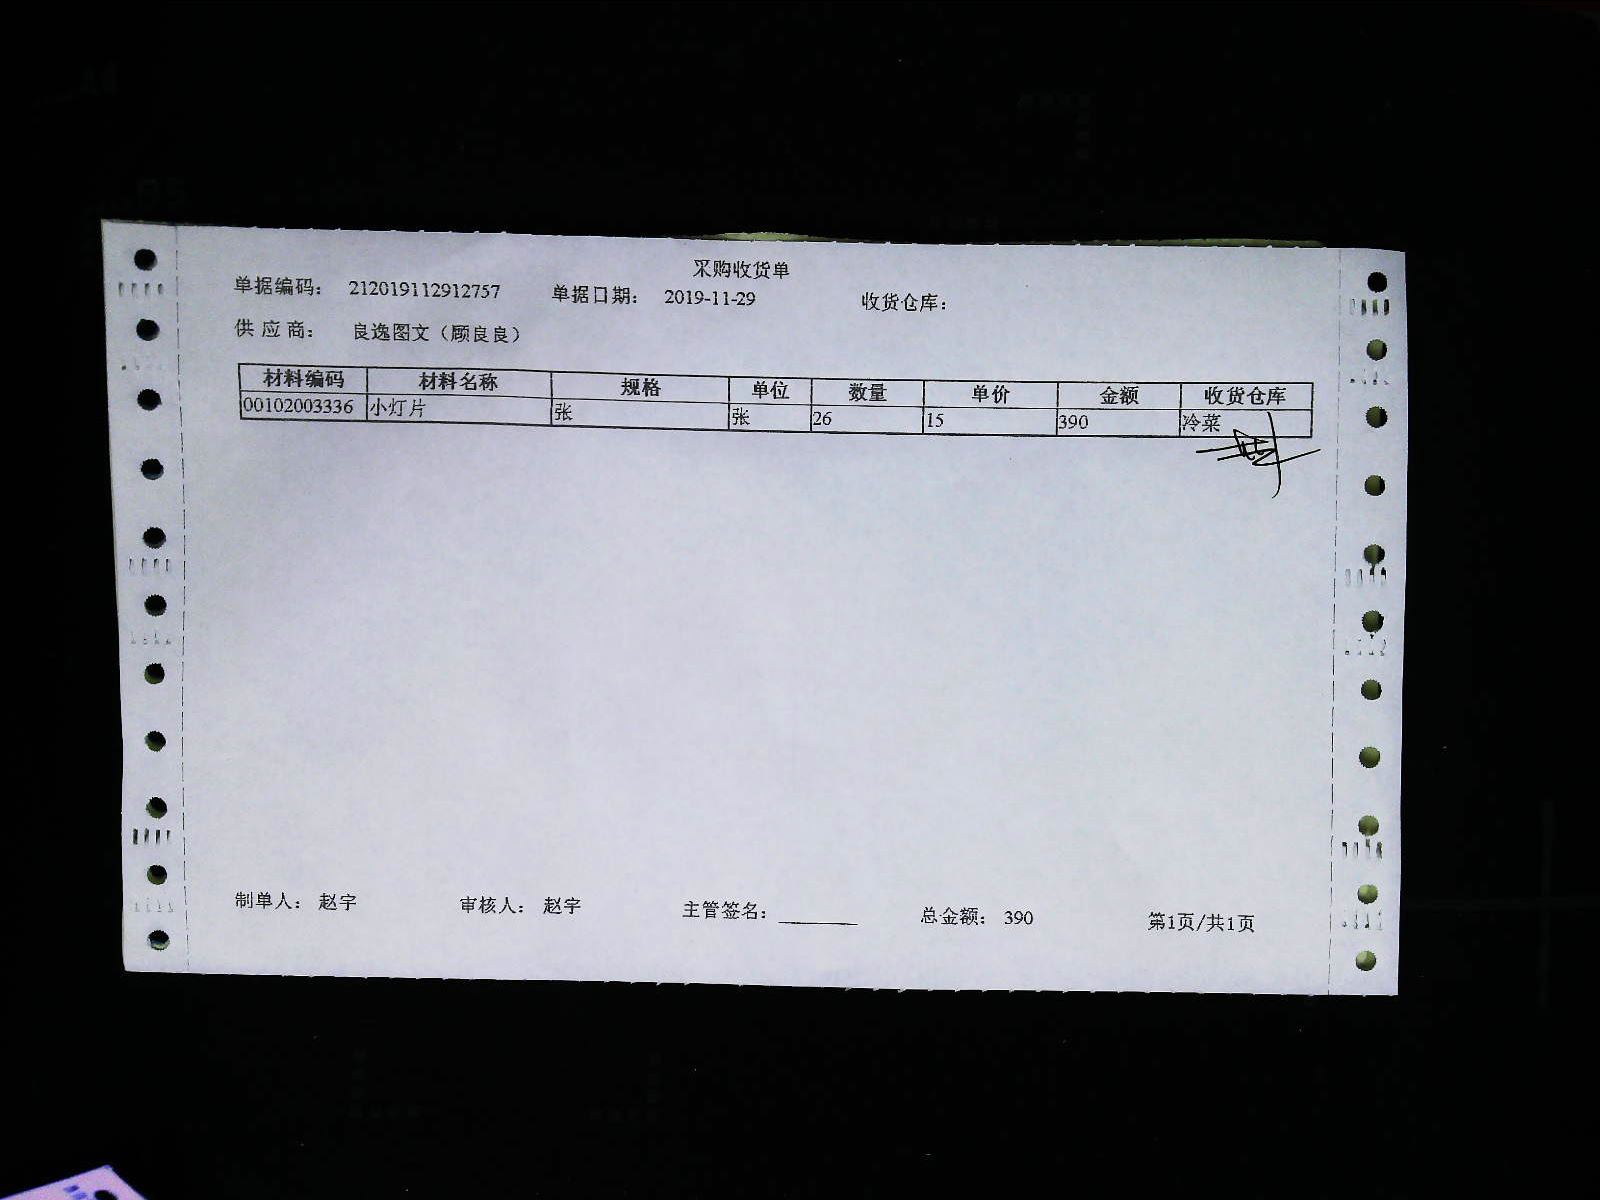 采购收货单
单据编码： 212019112912757 单据日期： 2019-11-29 收货仓库：
供 应 商： 良逸图文（顾良良）
材料编码 材料名称 规格 单位 数量 单价 金额 收货仓库
00102003336 小灯片 张 张 26 15 390 冷菜
制单人： 赵宇 审核人： 赵宇 主管签名： 总金额： 390 第1页/共1页